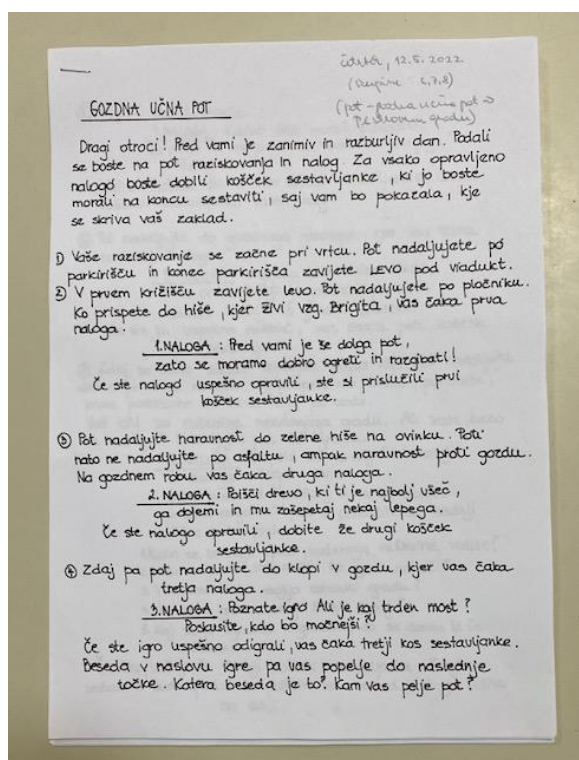 četrtek, 12.5.2022
(Skupine 6,7,8)
(pot - gozdna učna pot →
GOZDNA UČNA POT
Dragi otroci! Pred vami je zanimiv in razburljiv dan. Podali
se boste na pot raziskovanja in nalog. Za vsako opravljeno
nalogo boste dobili košček sestavljanke, ki jo boste
morali na koncu sestaviti, saj vam bo pokazala, kje
se skriva vaš zaklad.
1) Vaše raziskovanje se začne pri vrtcu. Pot nadaljujete po
parkirišču in konec parkirišča zavijete LEVO pod viadukt.
2) V prvem križišču zavijete levo. Pot nadaljujete po pločniku.
Ko prispete do hiše, kjer živi vzg. Brigita, vas čaka prva
naloga.
1.NALOGA: Pred vami je še dolga pot,
zato se moramo dobro ogreti in razgibati!
Če ste nalogo uspešno opravili, ste si prislužili prvi
košček sestavljanke.
3) Pot nadaljujte naravnost do zelene hiše na ovinku. Poti
nato ne nadaljujte po asfaltu, ampak naravnost proti gozdu.
Na gozdnem robu vas čaka druga naloga.
2. NALOGA: Poišči drevo, ki ti je najbolj všeč,
ga objemi in mu zašepetaj nekaj lepega.
Če ste nalogo opravili, dobite že drugi košček
sestavljanke.
4) Zdaj pa pot nadaljujte do klopi v gozdu, kjer vas čaka
tretja naloga.
3.NALOGA: Poznate igro Ali je kaj trden most?
Poskusite, kdo bo močnejši?
Če ste igro uspešno odigrali, vas čaka tretji kos sestavljanke.
Beseda v naslovu igre pa vas popelje do naslednje
točke. Katera beseda je to? Kam vas pelje pot?